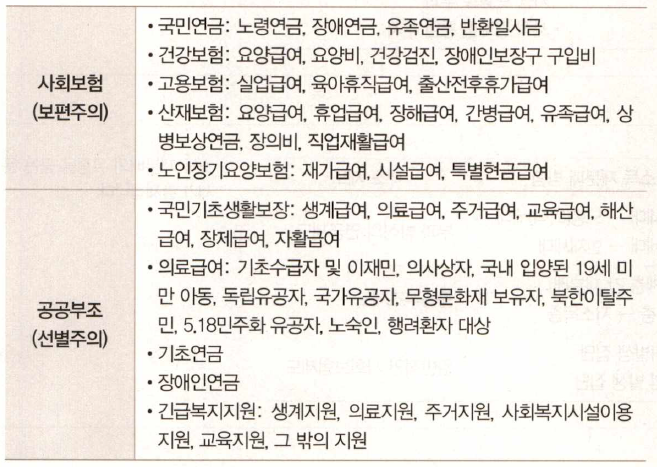 사회보험
(보편주의)
• 국민연금: 노령연금, 장애연금, 유족연금, 반환일시금
• 건강보험: 요양급여, 요양비, 건강검진, 장애인보장구 구입비
• 고용보험: 실업급여, 육아휴직급여, 출산전후휴가급여
• 산재보험: 요양급여, 휴업급여, 장해급여, 간병급여, 유족급여, 상
병보상연금, 장의비, 직업재활급여
• 노인장기요양보험: 재가급여, 시설급여, 특별현금급여
공공부조
(선별주의)
• 국민기초생활보장: 생계급여, 의료급여, 주거급여, 교육급여, 해산
급여, 장제급여, 자활급여
• 의료급여: 기초수급자 및 이재민, 의사상자, 국내 입양된 19세 미
만 아동, 독립유공자, 국가유공자, 무형문화재 보유자, 북한이탈주
민, 5.18민주화 유공자, 노숙인, 행려환자 대상
• 기초연금
• 장애인연금
• 긴급복지지원: 생계지원, 의료지원, 주거지원, 사회복지시설이용
지원, 교육지원, 그 밖의 지원